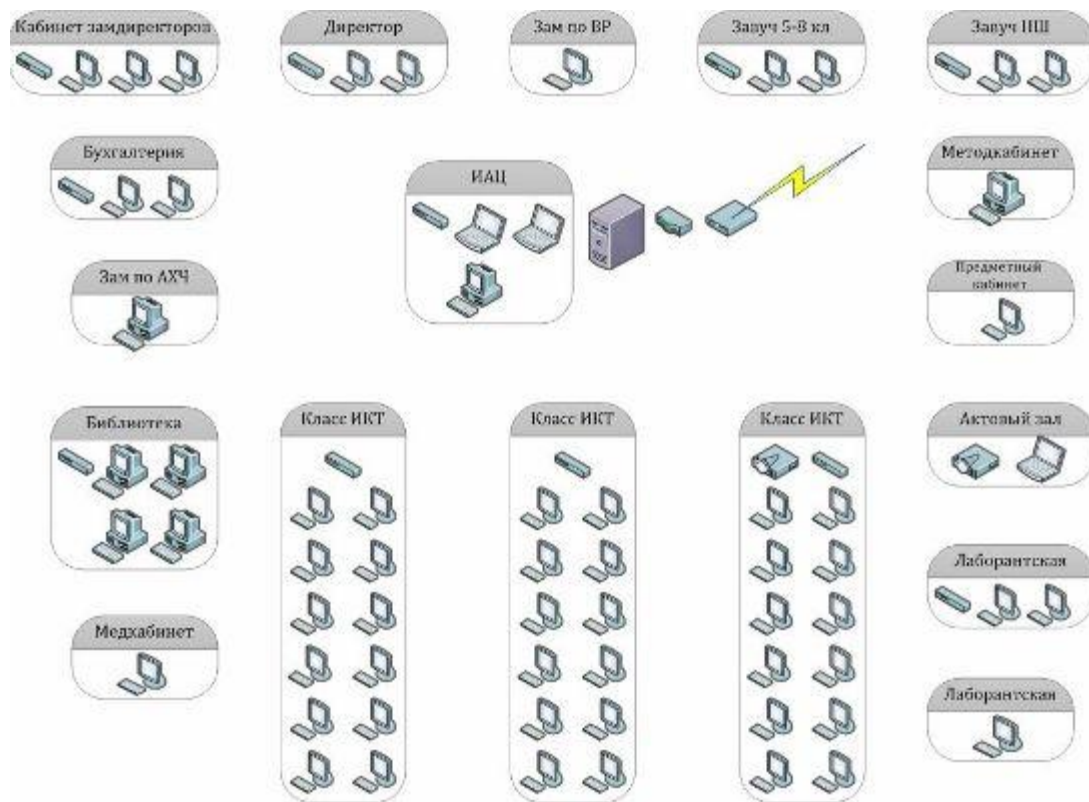 Кабинет замдиректоров
Директор
Зам по ВР
Завуч 5-8 кл
Завуч НШ
Бухгалтерия
ИАЦ
Методкабинет
Зам по АХЧ
Предметный
кабинет
Библиотека
Класс ИКТ
Класс ИКТ
Класс ИКТ
Актовый зал
Лаборантская
Медкабинет
Лаборантская